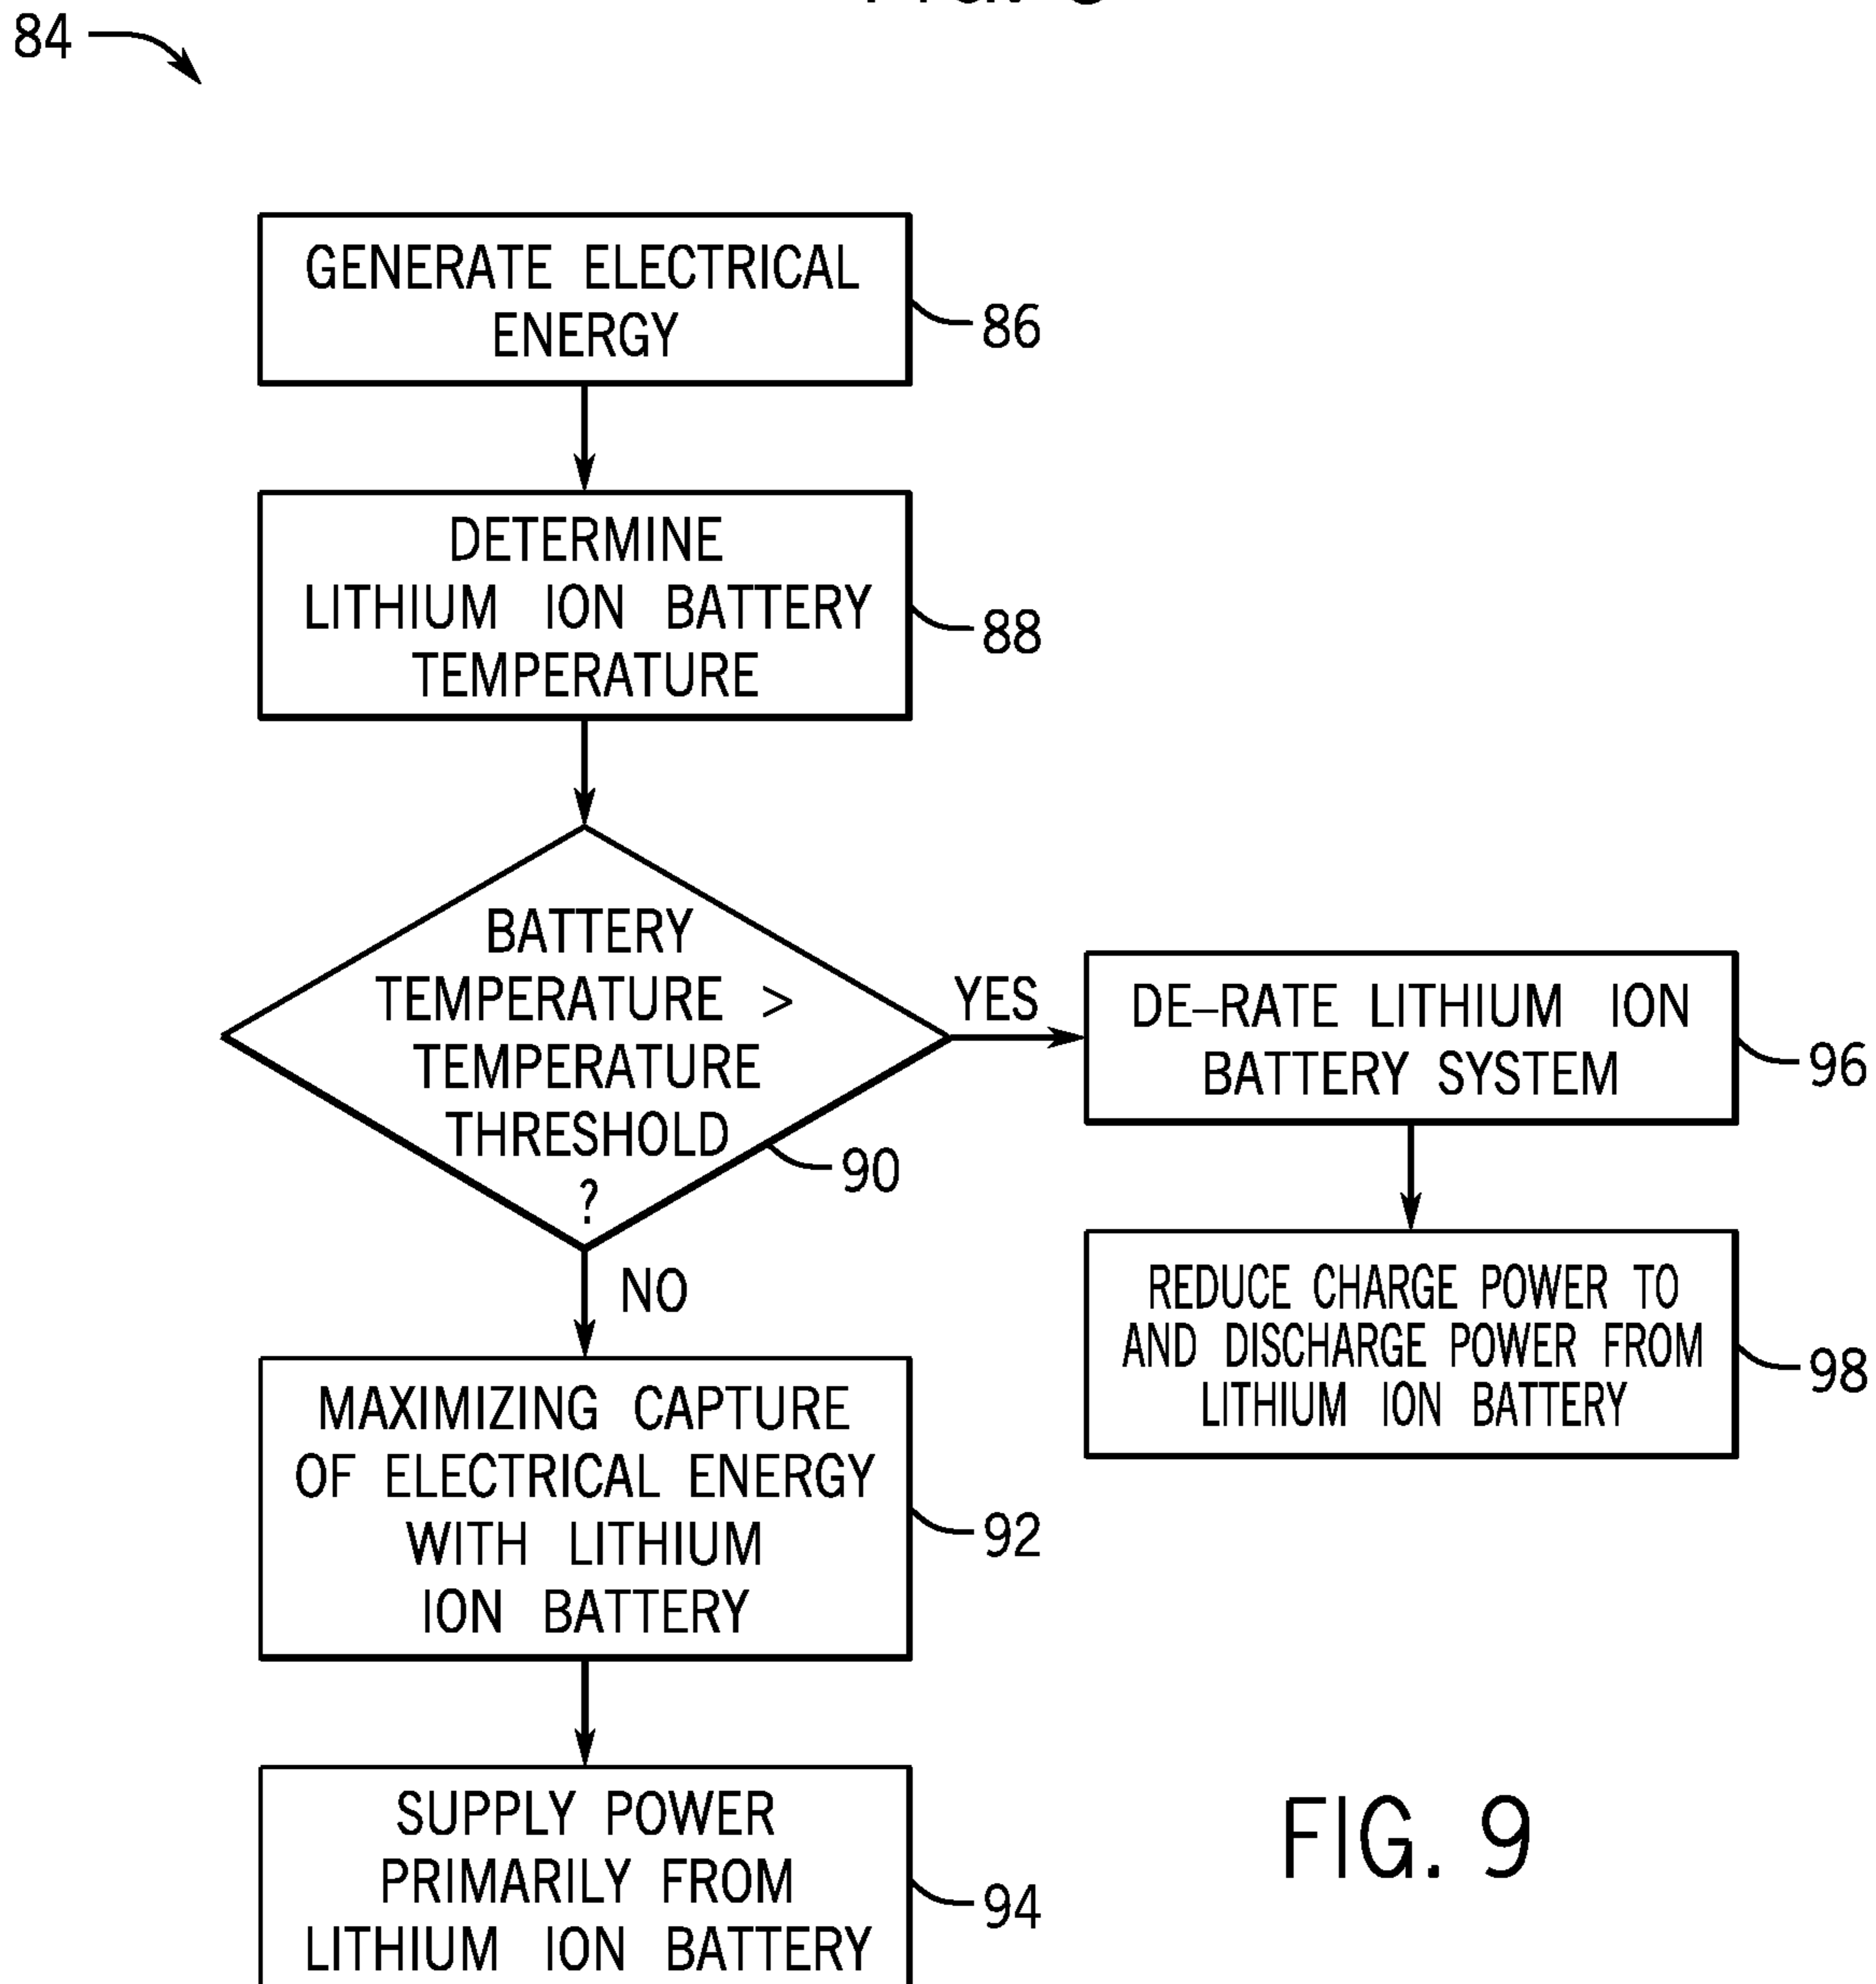 84
GENERATE ELECTRICAL
ENERGY
86
DETERMINE
LITHIUM ION BATTERY
TEMPERATURE
88
BATTERY
TEMPERATURE >
TEMPERATURE
THRESHOLD
?
90
YES
DE-RATE LITHIUM ION
BATTERY SYSTEM
96
REDUCE CHARGE POWER TO
AND DISCHARGE POWER FROM
LITHIUM ION BATTERY
98
NO
MAXIMIZING CAPTURE
OF ELECTRICAL ENERGY
WITH LITHIUM
ION BATTERY
92
SUPPLY POWER
PRIMARILY FROM
LITHIUM ION BATTERY
94
FIG. 9